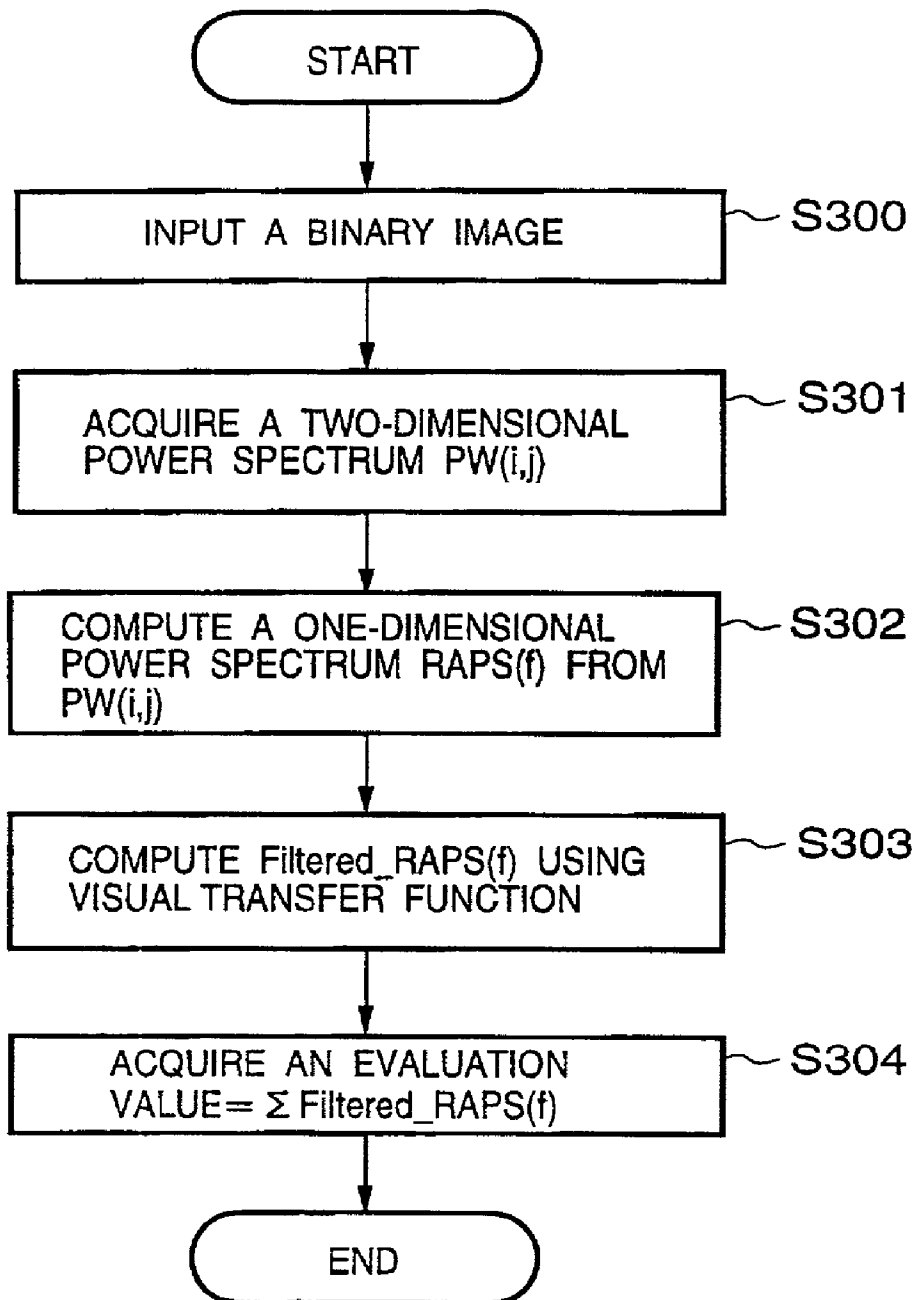 START
INPUT A BINARY IMAGE
S300
ACQUIRE A TWO-DIMENSIONAL
POWER SPECTRUM PW(i,j)
S301
COMPUTE A ONE-DIMENSIONAL
POWER SPECTRUM RAPS(f) FROM
PW(i,j)
S302
COMPUTE Filtered_RAPS(f) USING
VISUAL TRANSFER FUNCTION
S303
ACQUIRE AN EVALUATION
VALUE= Σ Filtered_RAPS(f)
S304
END